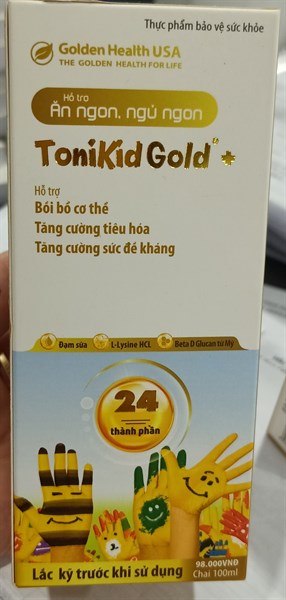 Thực phẩm bảo vệ sức khỏe
Golden Health USA
THE GOLDEN HEALTH FOR LIFE
Hỗ trợ
Ăn ngon, ngủ ngon
ToniKid Gold +
Hỗ trợ
Bồi bổ cơ thể
Tăng cường tiêu hóa
Tăng cường sức đề kháng
Đạm sữa
L-Lysine HCL
Beta D Glucan từ Mỹ
24
thành phần
98.000VNĐ
Lắc kỹ trước khi sử dụng
Chai 100ml